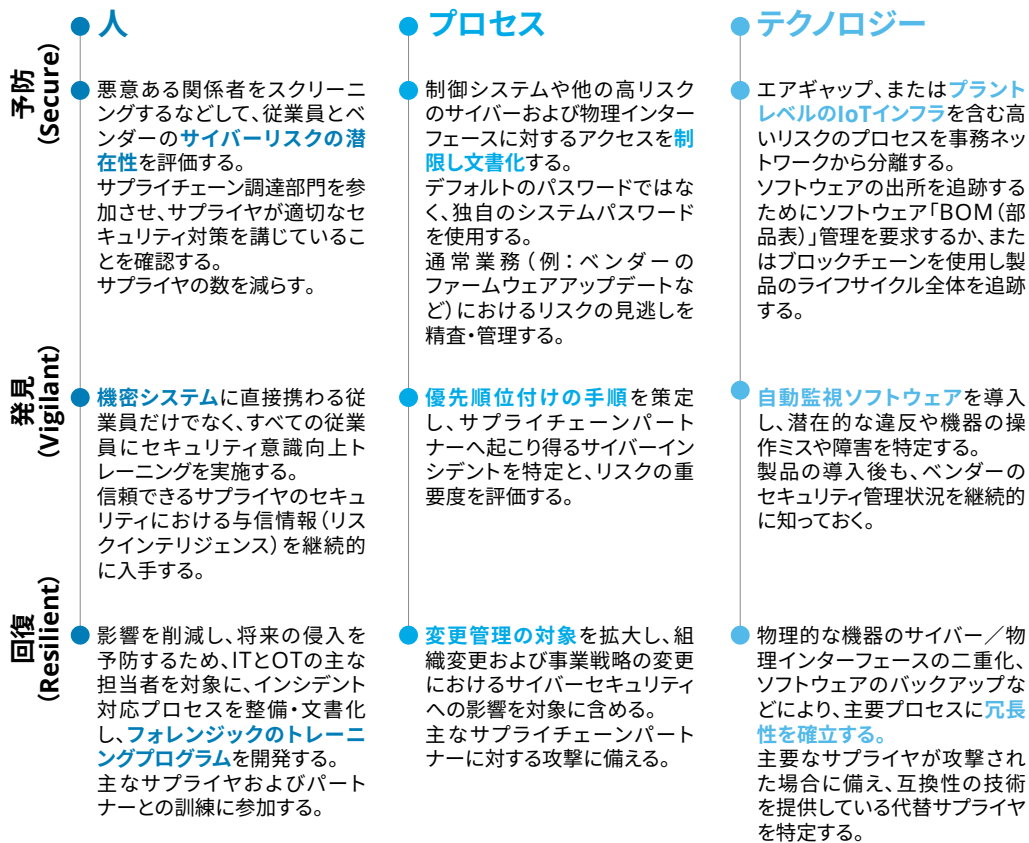 人
プロセス
テクノロジー
予防
(Secure)
悪意ある関係者をスクリーニ
ングするなどして、従業員とベ
ンダーのサイバーリスクの潜
在性を評価する。
サプライチェーン調達部門を参
加させ、サプライヤが適切なセ
キュリティ対策を講じているこ
とを確認する。
サプライヤの数を減らす。
制御システムや他の高リスク
のサイバーおよび物理インター
フェースに対するアクセスを制
限し文書化する。
デフォルトのパスワードではな
く、独自のシステムパスワード
を使用する。
通常業務（例：ベンダーの
ファームウェアアップデートな
ど）におけるリスクの見逃しを
精査・管理する。
エアギャップ、またはプラント
レベルのIoTインフラを含む高
いリスクのプロセスを事務ネッ
トワークから分離する。
ソフトウェアの出所を追跡する
ためにソフトウェア「BOM（部
品表）」管理を要求するか、また
はブロックチェーンを使用し製
品のライフサイクル全体を追跡
する。
発見
(Vigilant)
機密システムに直接携わる従
業員だけでなく、すべての従業
員にセキュリティ意識向上ト
レーニングを実施する。
信頼できるサプライヤのセキュ
リティにおける与信情報（リス
クインテリジェンス）を継続的
に入手する。
優先順位付けの手順を策定
し、サプライチェーンパート
ナーへ起こり得るサイバーイン
シデントを特定と、リスクの重
要度を評価する。
自動監視ソフトウェアを導入
し、潜在的な違反や機器の操
作ミスや障害を特定する。
製品の導入後も、ベンダーの
セキュリティ管理状況を継続的
に知っておく。
回復
(Resilient)
影響を削減し、将来の侵入を
予防するため、ITとOTの主な
担当者を対象に、インシデント
対応プロセスを整備・文書化
し、フォレンジックのトレーニ
ングプログラムを開発する。
主なサプライヤおよびパート
ナーとの訓練に参加する。
変更管理の対象を拡大し、組
織変更および事業戦略の変更
におけるサイバーセキュリティ
への影響を対象に含める。
主なサプライチェーンパート
ナーに対する攻撃に備える。
物理的な機器のサイバー／物
理インターフェースの二重化、
ソフトウェアのバックアップな
どにより、主要プロセスに冗長
性を確立する。
主要なサプライヤが攻撃され
た場合に備え、互換性の技術
を提供している代替サプライヤ
を特定する。